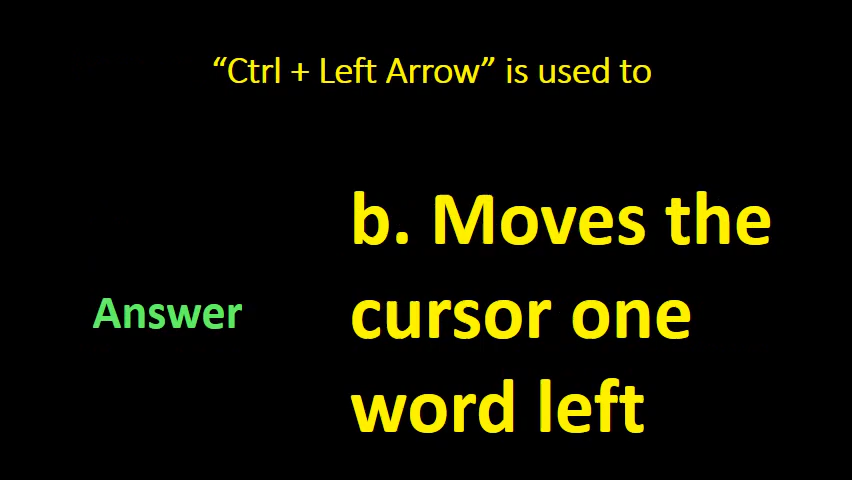 “Ctrl + Left Arrow” is used to
Answer
b. Moves the
cursor one
word left